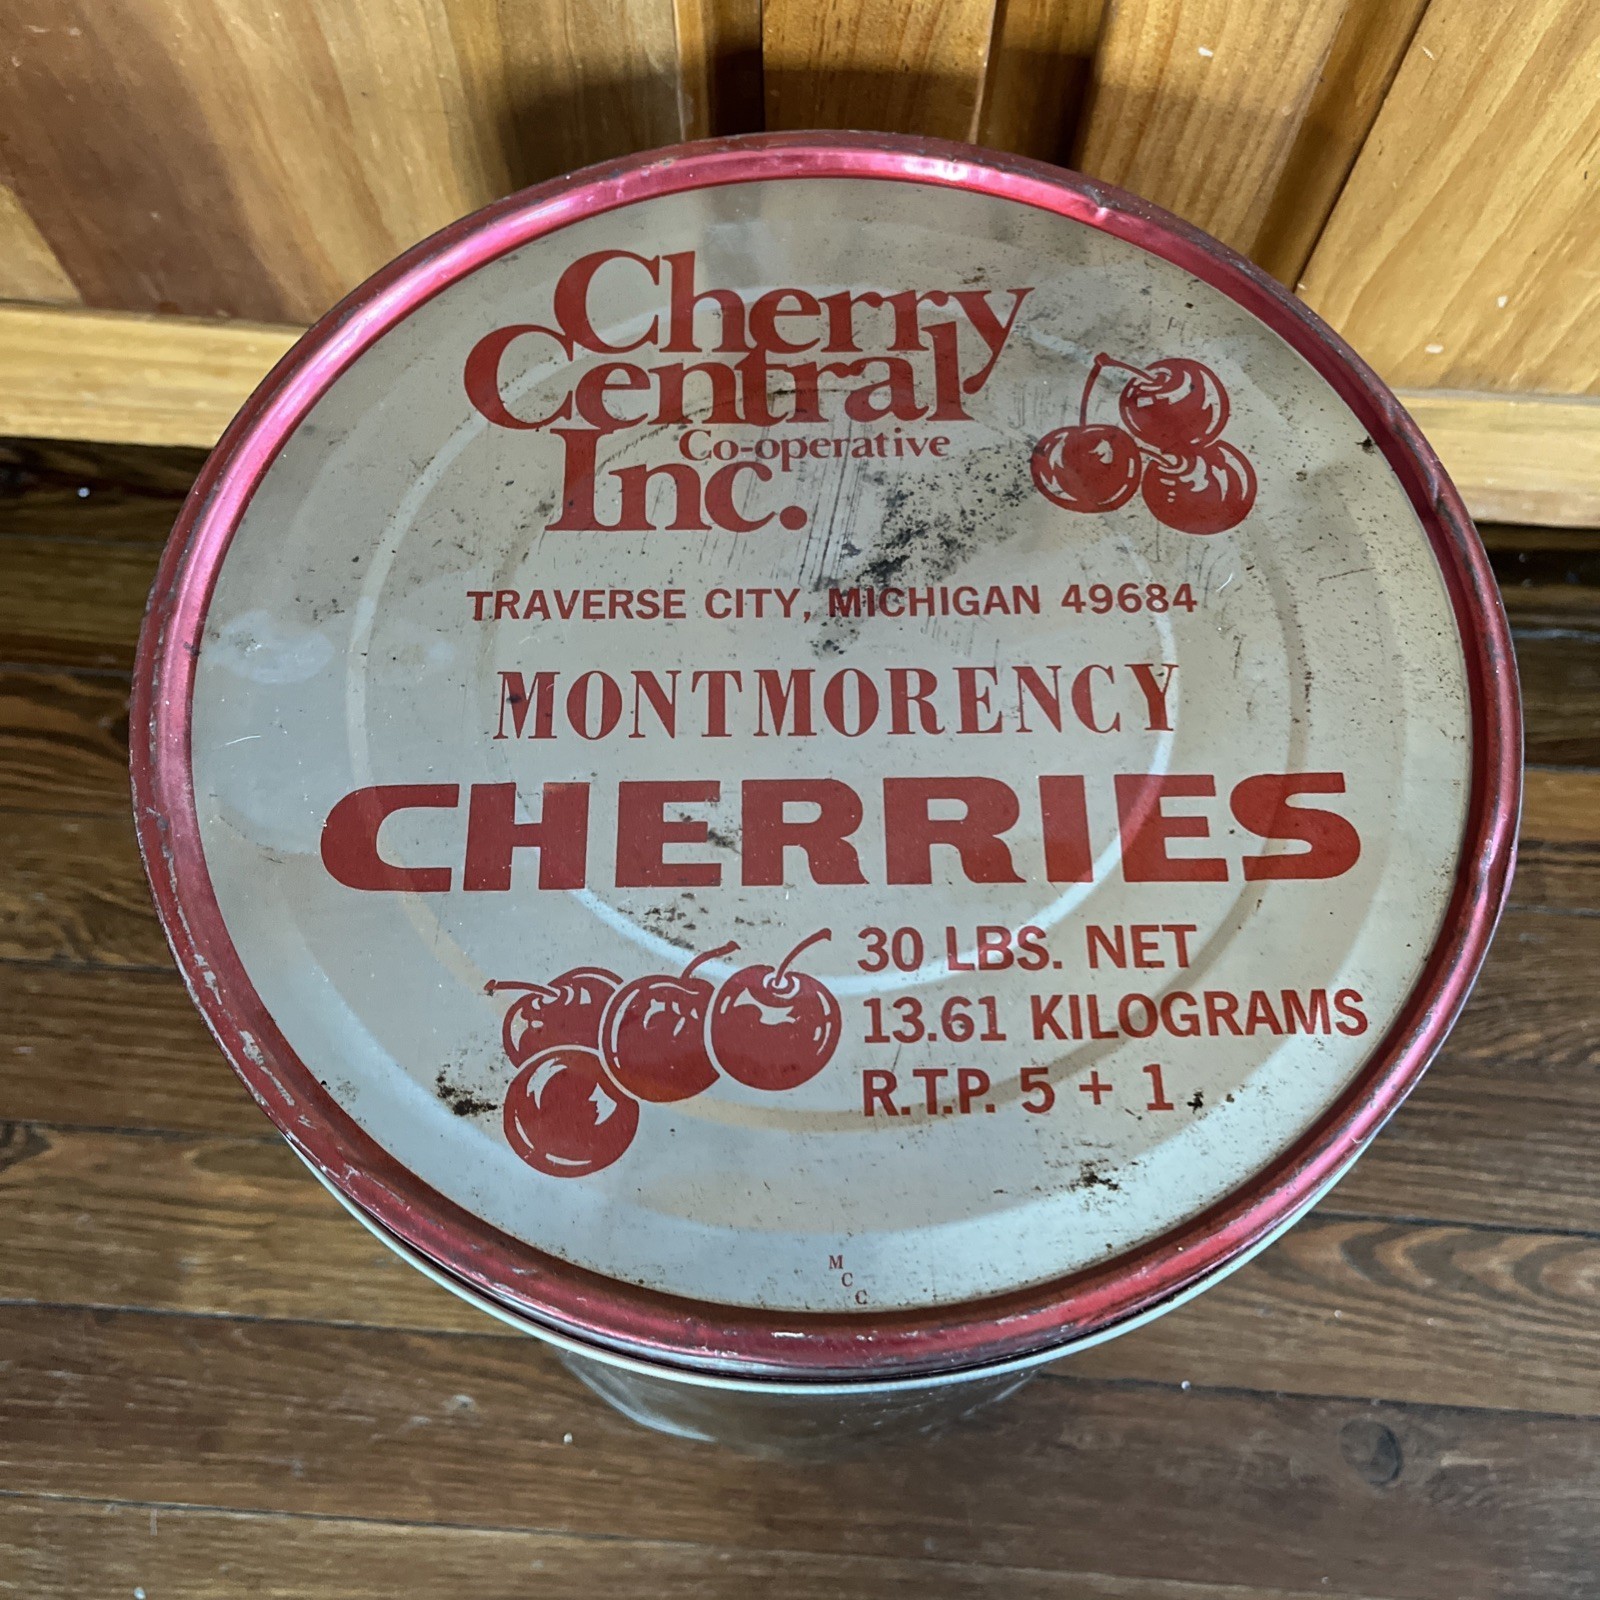 Cherry
Central
Co-operative
Inc.
TRAVERSE CITY, MICHIGAN 49684
MONTMORENCY
CHERRIES
30 LBS. NET
13.61 KILOGRAMS
R.T.P. 5 + 1
M
C
C